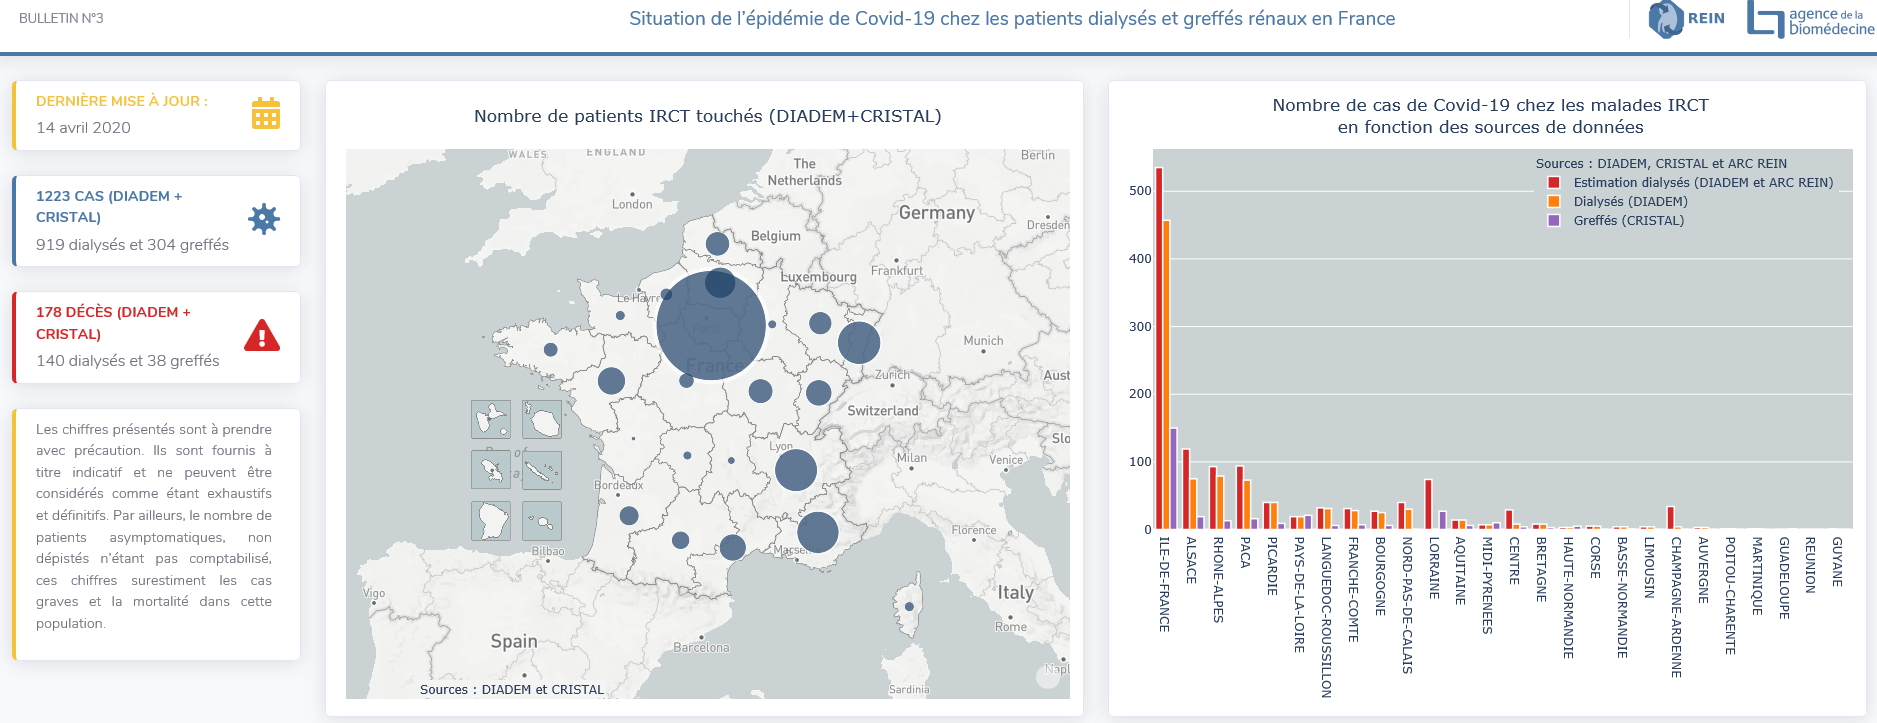 BULLETIN N°3
Situation de l'épidémie de Covid-19 chez les patients dialysés et greffés rénaux en France
REIN
agence de la
biomédecine
DERNIÈRE MISE À JOUR :
14 avril 2020
1223 CAS (DIADEM +
CRISTAL)
919 dialysés et 304 greffés
178 DÉCÈS (DIADEM +
CRISTAL)
140 dialysés et 38 greffés
Les chiffres présentés sont à prendre
avec précaution. Ils sont fournis à
titre indicatif et ne peuvent être
considérés comme étant exhaustifs
et définitifs. Par ailleurs, le nombre de
patients asymptomatiques, non
dépistés n'étant pas comptabilisé,
ces chiffres surestiment les cas
graves et la mortalité dans cette
population.
Nombre de patients IRCT touchés (DIADEM+CRISTAL)
WALES
ENGLAND
The
Netherlands
Berlin
London
Germany
Dresden
Belgium
Luxembourg
Frankfurt
Le Havre
Paris
Munich
France
Zurich
Aust
Switzerland
Slo
Lyon
Milan
Venice
Bordeaux
Florence
Bilbao
Marsei
Vigo
Italy
Rome
Spain
Barcelona
Napl
Sardinia
Sources : DIADEM et CRISTAL
Nombre de cas de Covid-19 chez les malades IRCT
en fonction des sources de données
Sources : DIADEM, CRISTAL et ARC REIN
Estimation dialysés (DIADEM et ARC REIN)
Dialysés (DIADEM)
Greffés (CRISTAL)
500
400
300
200
100
0
ILE-DE-FRANCE
ALSACE
RHONE-ALPES
PACA
PICARDIE
PAYS-DE-LA-LOIRE
LANGUEDOC-ROUSSILLON
FRANCHE-COMTE
BOURGOGNE
NORD-PAS-DE-CALAIS
LORRAINE
AQUITAINE
MIDI-PYRENEES
CENTRE
BRETAGNE
HAUTE-NORMANDIE
CORSE
BASSE-NORMANDIE
LIMOUSIN
CHAMPAGNE-ARDENNE
AUVERGNE
POITOU-CHARENTE
MARTINIQUE
GUADELOUPE
REUNION
GUYANE